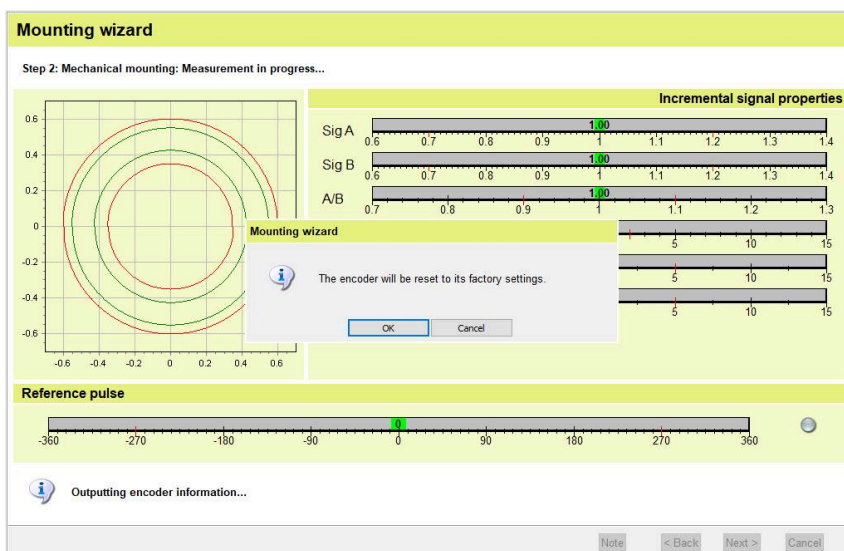 Mounting wizard
Step 2: Mechanical mounting: Measurement in progress...
Incremental signal properties
0.6
0.4
0.2
0
-0.2
-0.4
-0.6
-0.6 -0.4 -0.2 0 0.2 0.4 0.6
Sig A
1.00
0.6 0.7 0.8 0.9 1 1.1 1.2 1.3 1.4
Sig B
1.00
0.6 0.7 0.8 0.9 1 1.1 1.2 1.3 1.4
A/B
1.00
0.7 0.8 0.9 1 1.1 1.2 1.3
5 10 15
5 10 15
5 10 15
Mounting wizard
The encoder will be reset to its factory settings.
OK Cancel
Reference pulse
0
-360 -270 -180 -90 0 90 180 270 360
Outputting encoder information...
Note < Back Next > Cancel